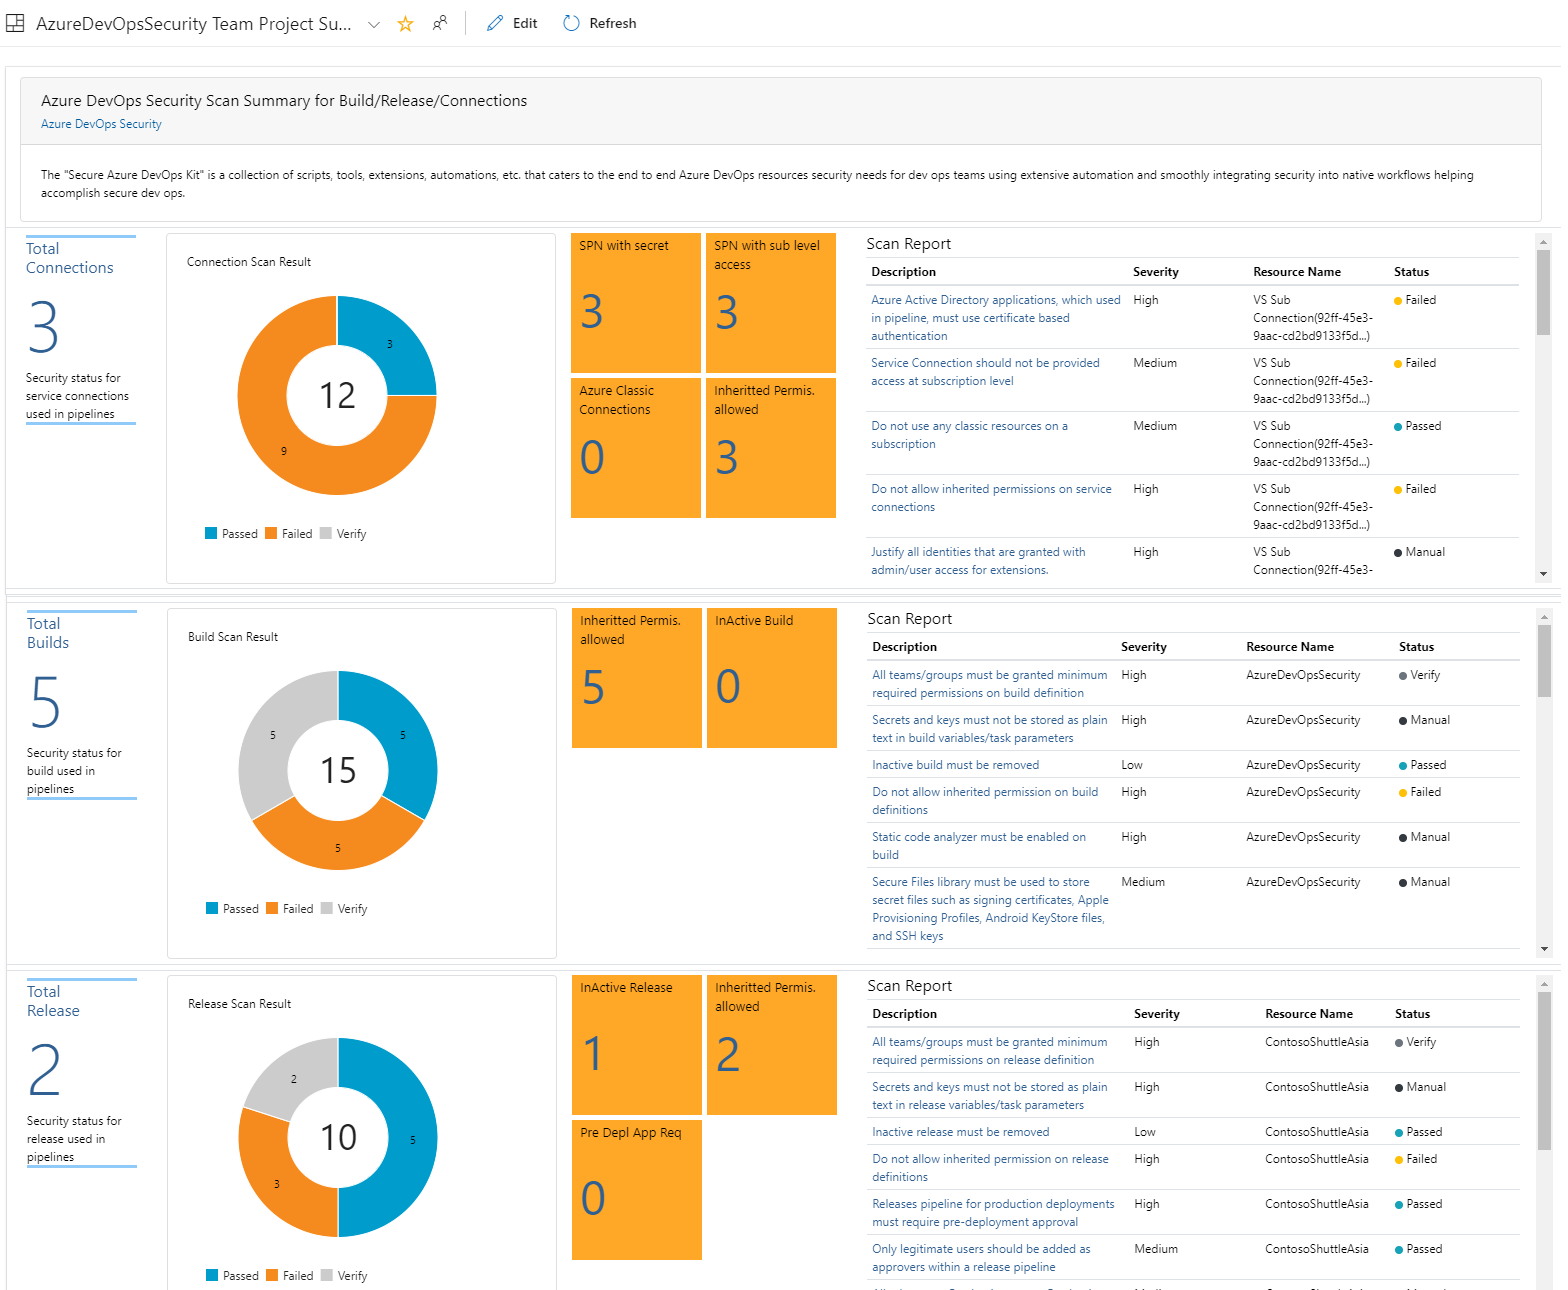 AzureDevOpsSecurity Team Project Su...
Edit
Refresh
Azure DevOps Security Scan Summary for Build/Release/Connections
Azure DevOps Security
The "Secure Azure DevOps Kit" is a collection of scripts, tools, extensions, automations, etc. that caters to the end to end Azure DevOps resources security needs for dev ops teams using extensive automation and smoothly integrating security into native workflows helping
accomplish secure dev ops.
Total
Connections
3
Security status for
service connections
used in pipelines
Connection Scan Result
3
12
9
Passed Failed Verify
SPN with secret
3
SPN with sub level
access
3
Azure Classic
Connections
0
Inheritted Permis.
allowed
3
Scan Report
Description Severity Resource Name Status
Azure Active Directory applications, which used High VS Sub Failed
in pipeline, must use certificate based Connection(92ff-45e3-
authentication 9aac-cd2bd9133f5d...)
Service Connection should not be provided Medium VS Sub Failed
access at subscription level Connection(92ff-45e3-
9aac-cd2bd9133f5d...)
Do not use any classic resources on a Medium VS Sub Passed
subscription Connection(92ff-45e3-
9aac-cd2bd9133f5d...)
Do not allow inherited permissions on service High VS Sub Failed
connections Connection(92ff-45e3-
9aac-cd2bd9133f5d...)
Justify all identities that are granted with High VS Sub Manual
admin/user access for extensions. Connection(92ff-45e3-
Total
Builds
5
Security status for
build used in
pipelines
Build Scan Result
5
5
15
5
Passed Failed Verify
Inheritted Permis.
allowed
5
InActive Build
0
Scan Report
Description Severity Resource Name Status
All teams/groups must be granted minimum High AzureDevOpsSecurity Verify
required permissions on build definition
Secrets and keys must not be stored as plain High AzureDevOpsSecurity Manual
text in build variables/task parameters
Inactive build must be removed Low AzureDevOpsSecurity Passed
Do not allow inherited permission on build High AzureDevOpsSecurity Failed
definitions
Static code analyzer must be enabled on High AzureDevOpsSecurity Manual
build
Secure Files library must be used to store Medium AzureDevOpsSecurity Manual
secret files such as signing certificates, Apple
Provisioning Profiles, Android KeyStore files,
and SSH keys
Total
Release
2
Security status for
release used in
pipelines
Release Scan Result
2
10
5
3
Passed Failed Verify
InActive Release
1
Inheritted Permis.
allowed
2
Pre Depl App Req
0
Scan Report
Description Severity Resource Name Status
All teams/groups must be granted minimum High ContosoShuttleAsia Verify
required permissions on release definition
Secrets and keys must not be stored as plain High ContosoShuttleAsia Manual
text in release variables/task parameters
Inactive release must be removed Low ContosoShuttleAsia Passed
Do not allow inherited permission on release High ContosoShuttleAsia Failed
definitions
Releases pipeline for production deployments High ContosoShuttleAsia Passed
must require pre-deployment approval
Only legitimate users should be added as Medium ContosoShuttleAsia Passed
approvers within a release pipeline